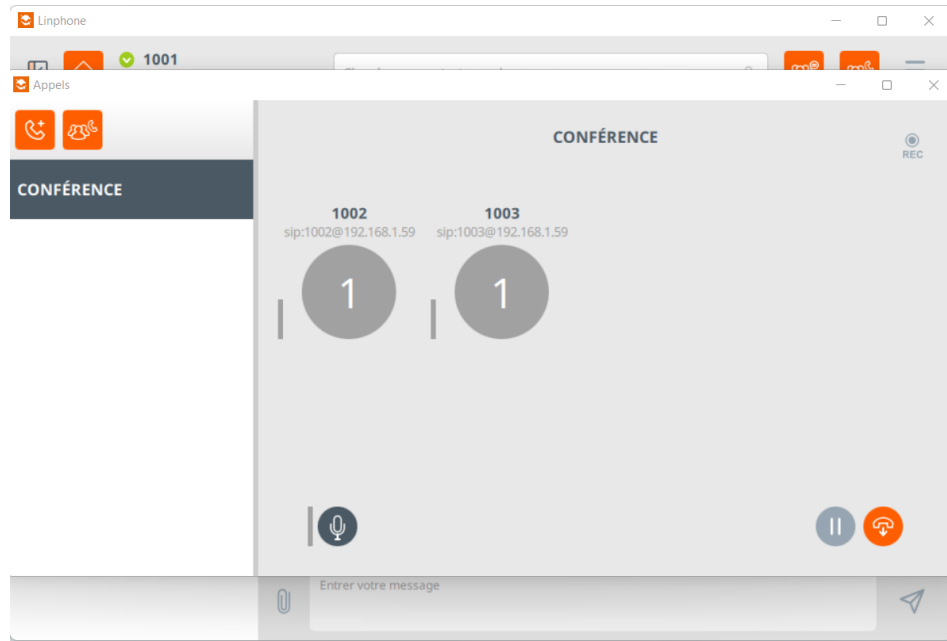 Linphone
1001
Appels
CONFÉRENCE
REC
CONFÉRENCE
1002
1003
sip:1002@192.168.1.59
sip:1003@192.168.1.59
1
1
Entrer votre message